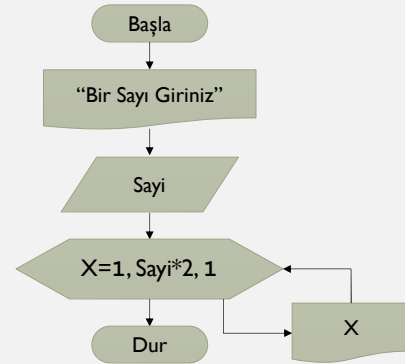 Başla
“Bir Sayı Giriniz”
Sayi
X=1, Sayi*2, 1
X
Dur